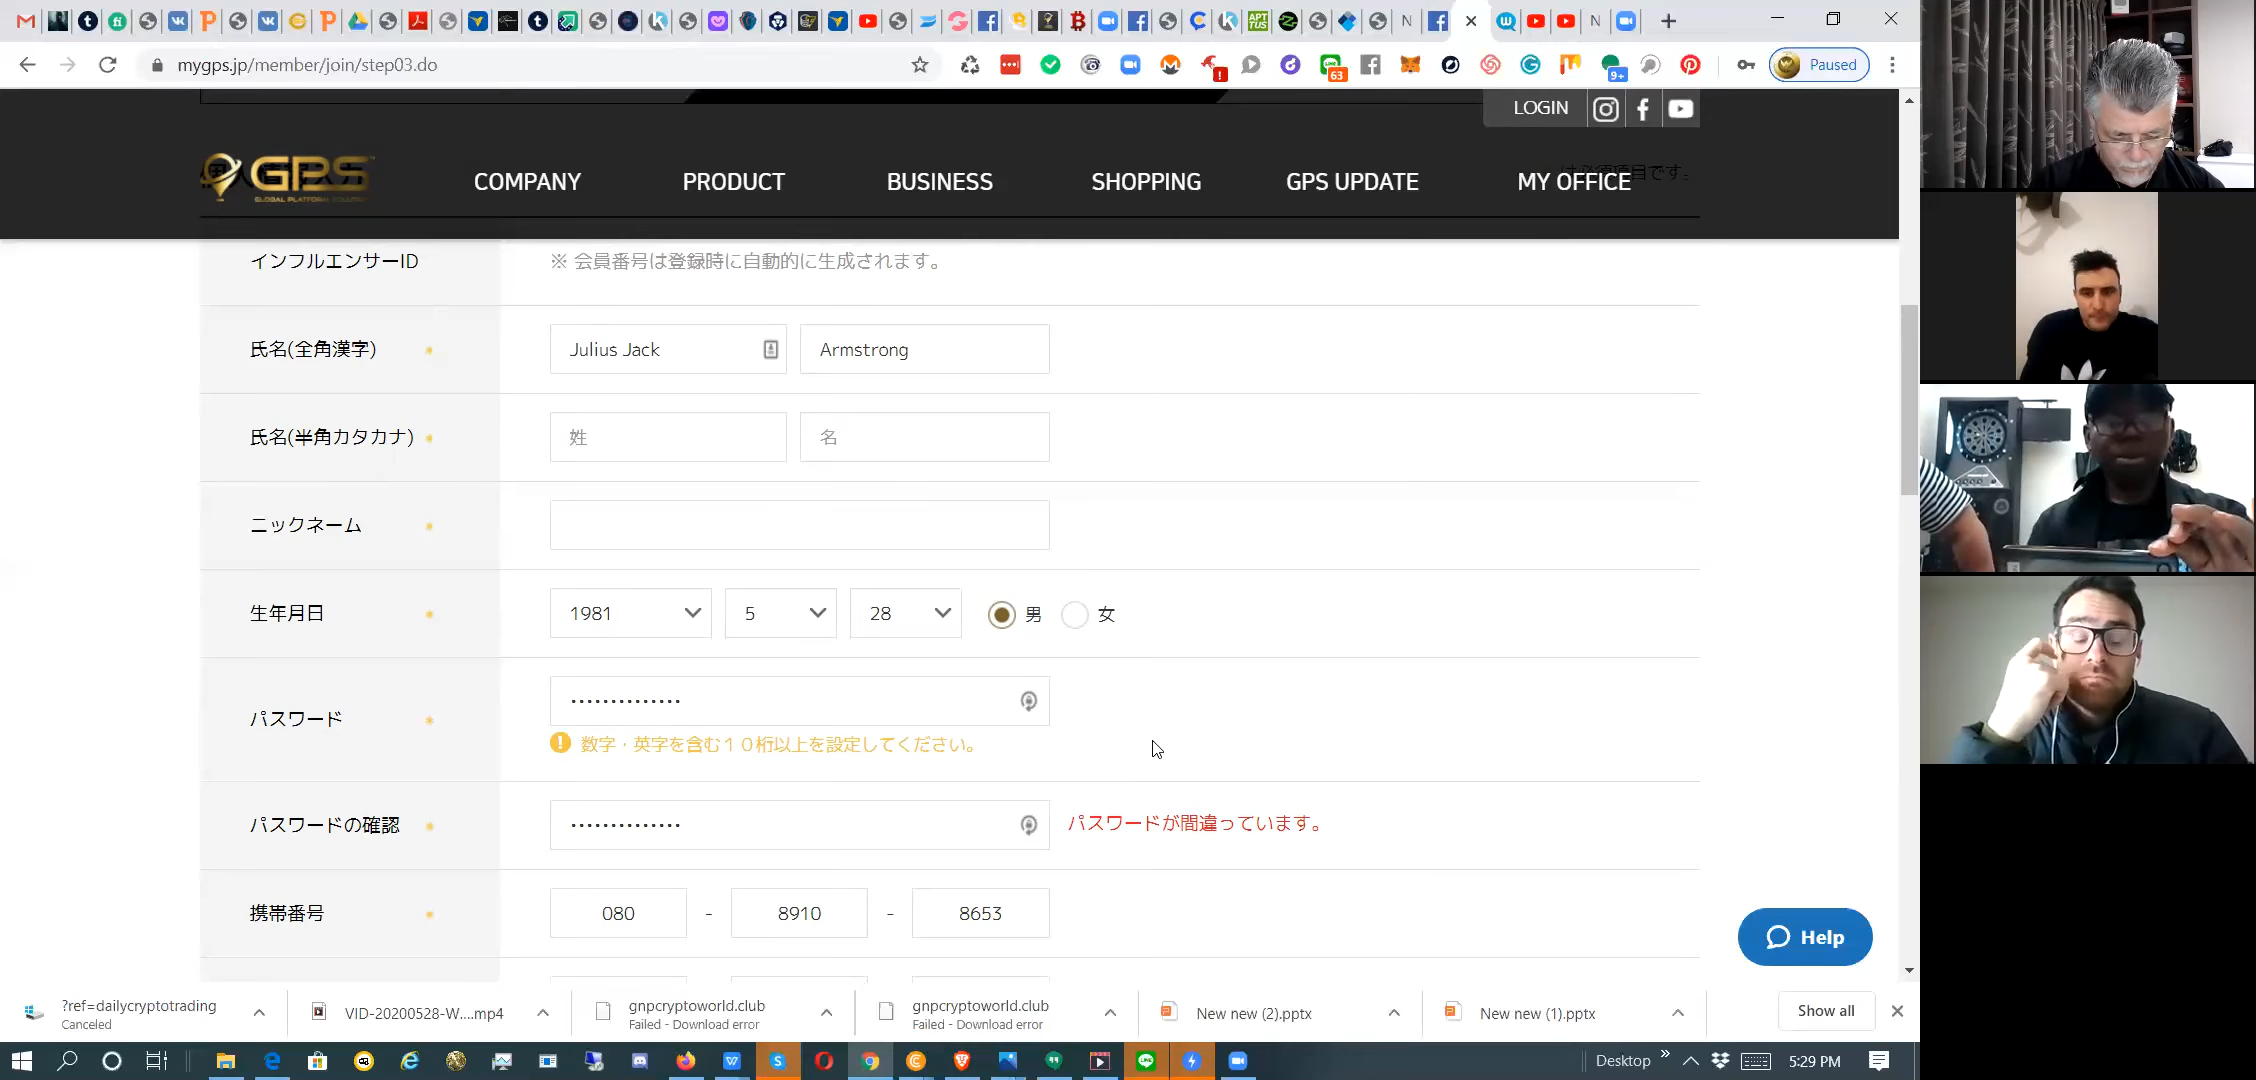 mygps.jp/member/join/step03.do
63
9+
Paused
LOGIN
GPS
COMPANY
PRODUCT
BUSINESS
SHOPPING
GPS UPDATE
MY OFFICE
インフルエンサーID
※ 会員番号は登録時に自動的に生成されます。
氏名(全角漢字)
Julius Jack
Armstrong
氏名(半角カタカナ)
姓
名
ニックネーム
生年月日
1981
5
28
男
女
パスワード
••••••••••••••
数字・英字を含む１０桁以上を設定してください。
パスワードの確認
••••••••••••••
パスワードが間違っています。
携帯番号
080 - 8910 - 8653
Help
?ref=dailycryptotrading
Canceled
VID-20200528-W....mp4
gnpcryptoworld.club
Failed - Download error
gnpcryptoworld.club
Failed - Download error
New new (2).pptx
New new (1).pptx
Show all
Desktop
5:29 PM